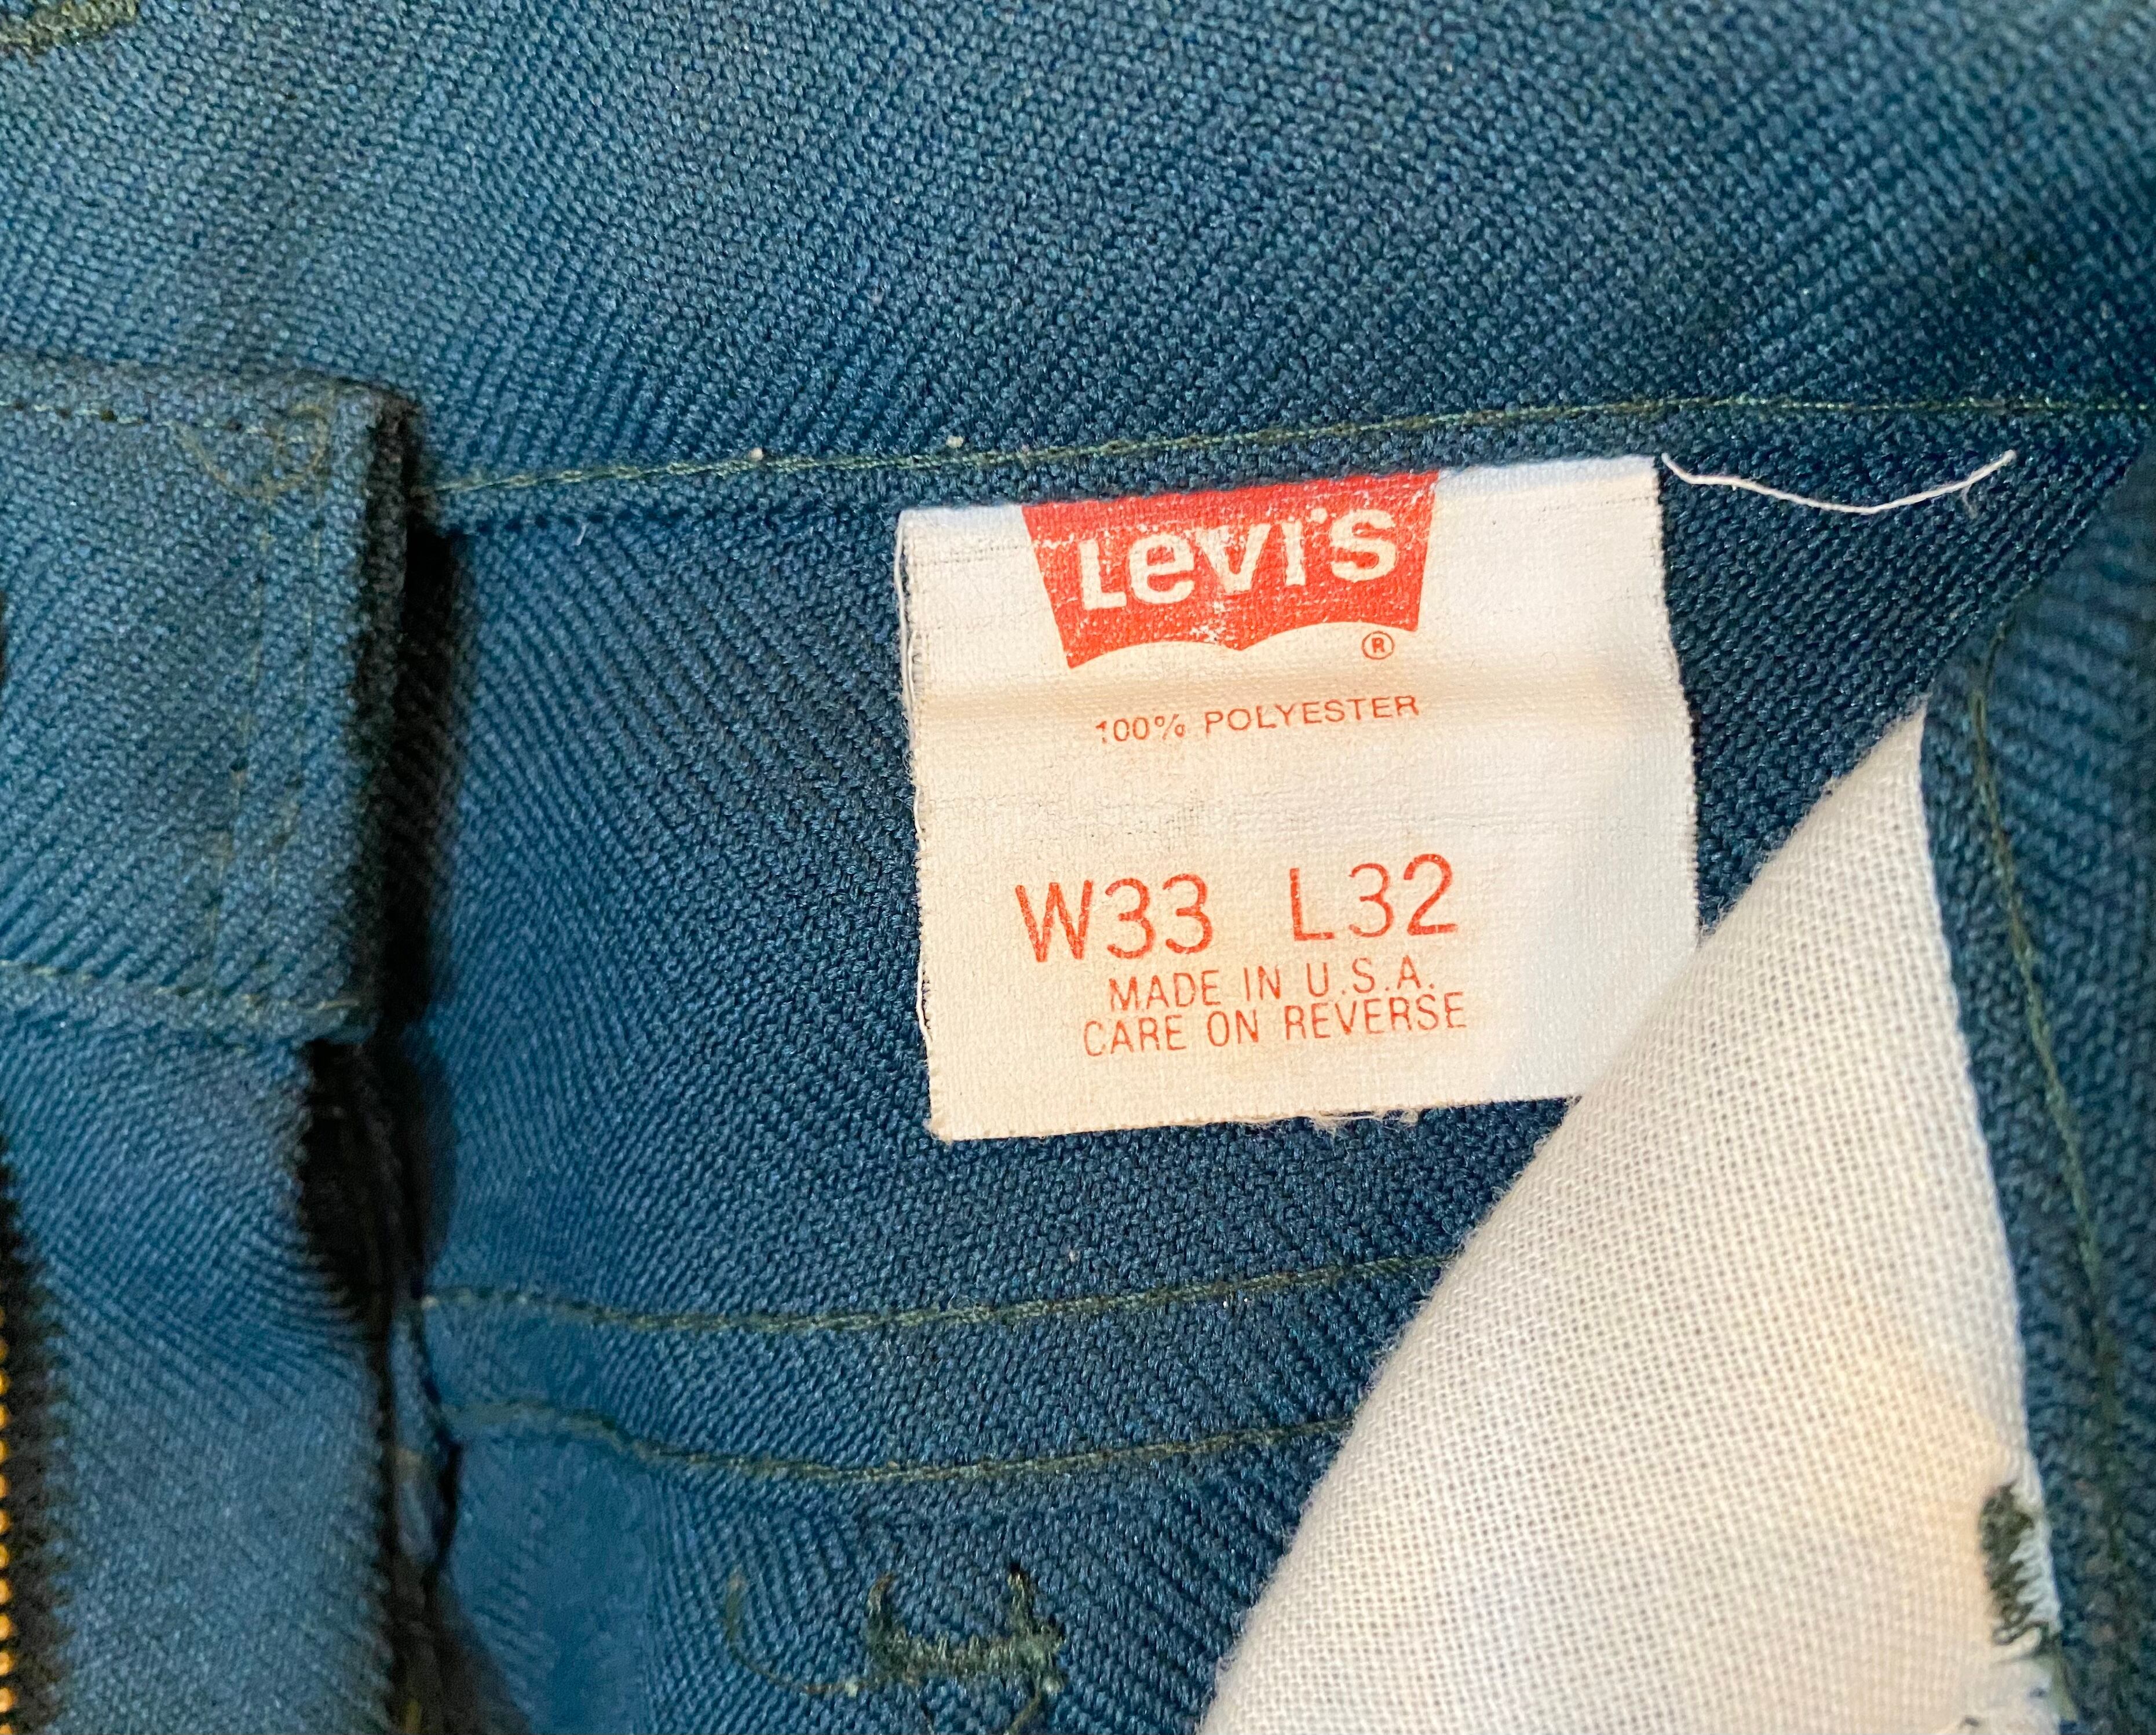 Levi's
®
100% POLYESTER
W33 L32
MADE IN U.S.A.
CARE ON REVERSE